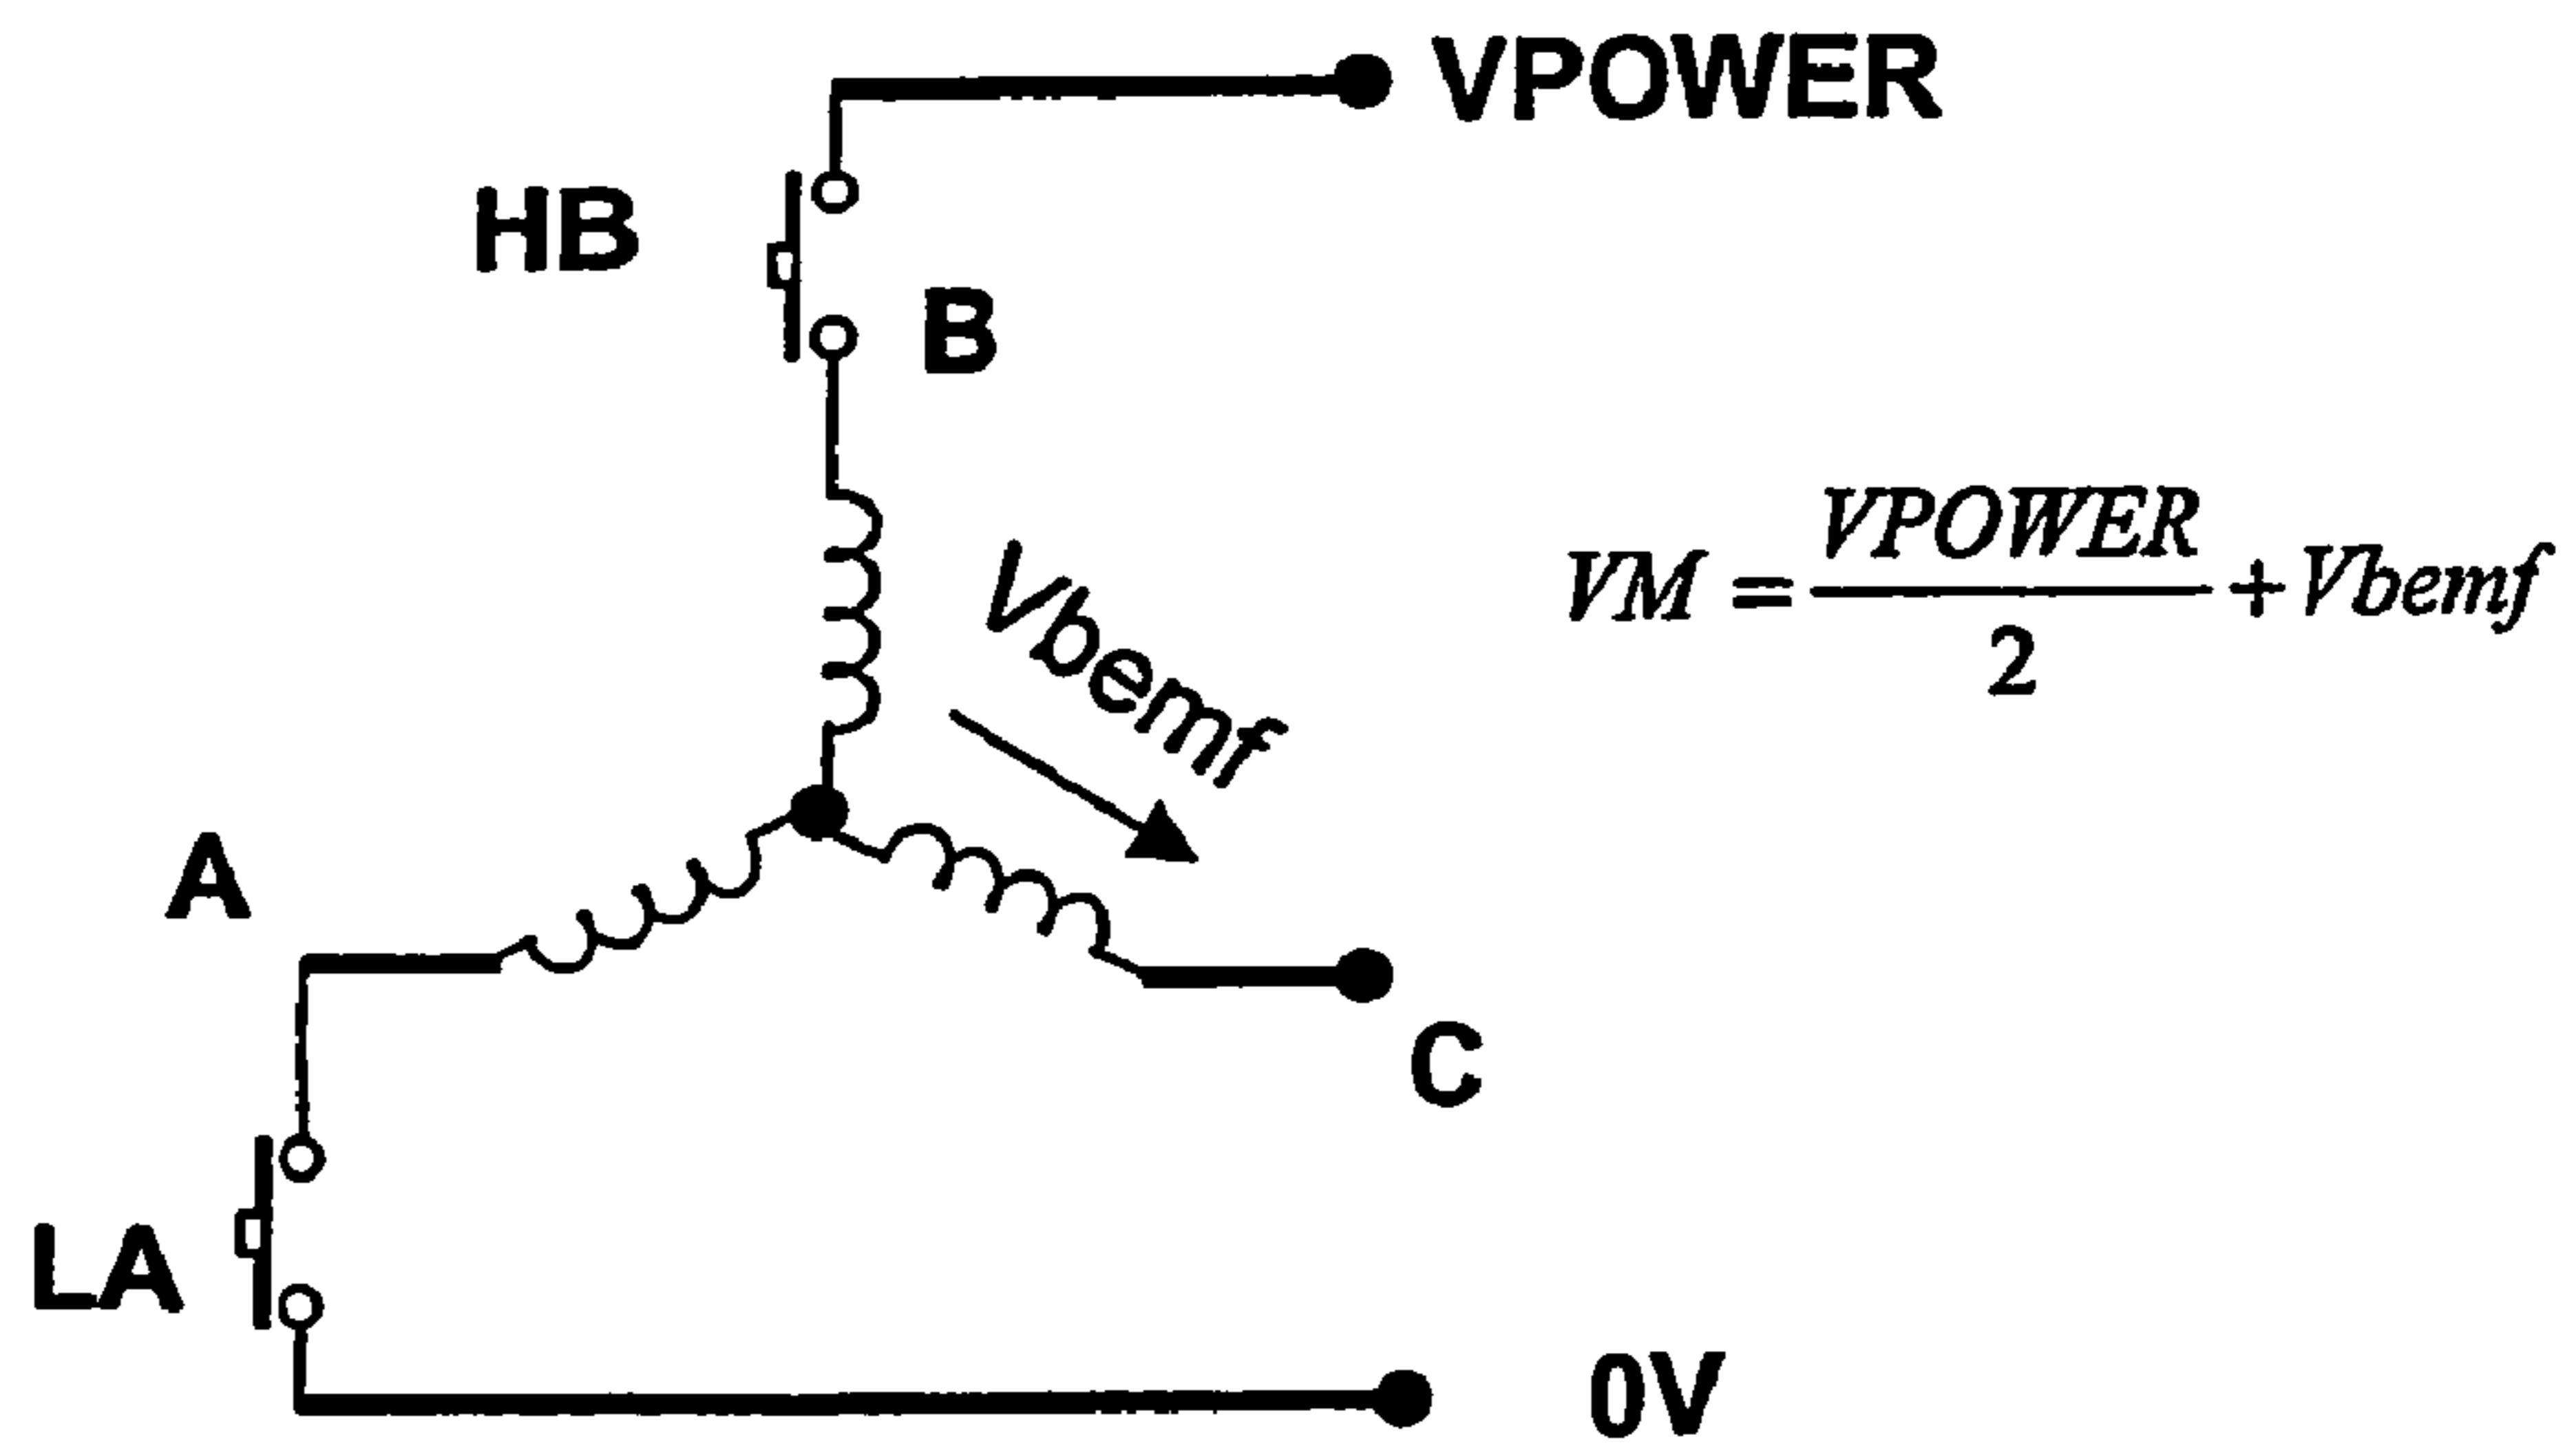 VPOWER
HB
B
VM = VPOWER/2 + Vbemf
Vbemf
A
C
LA
0V